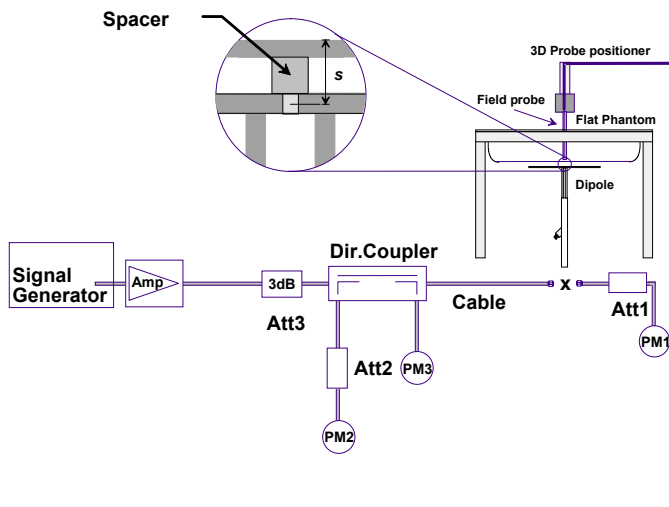 Spacer
s
3D Probe positioner
Field probe
Flat Phantom
Dipole
Signal
Generator
Amp
3dB
Att3
Dir.Coupler
Cable
x
Att1
PM1
Att2
PM3
PM2